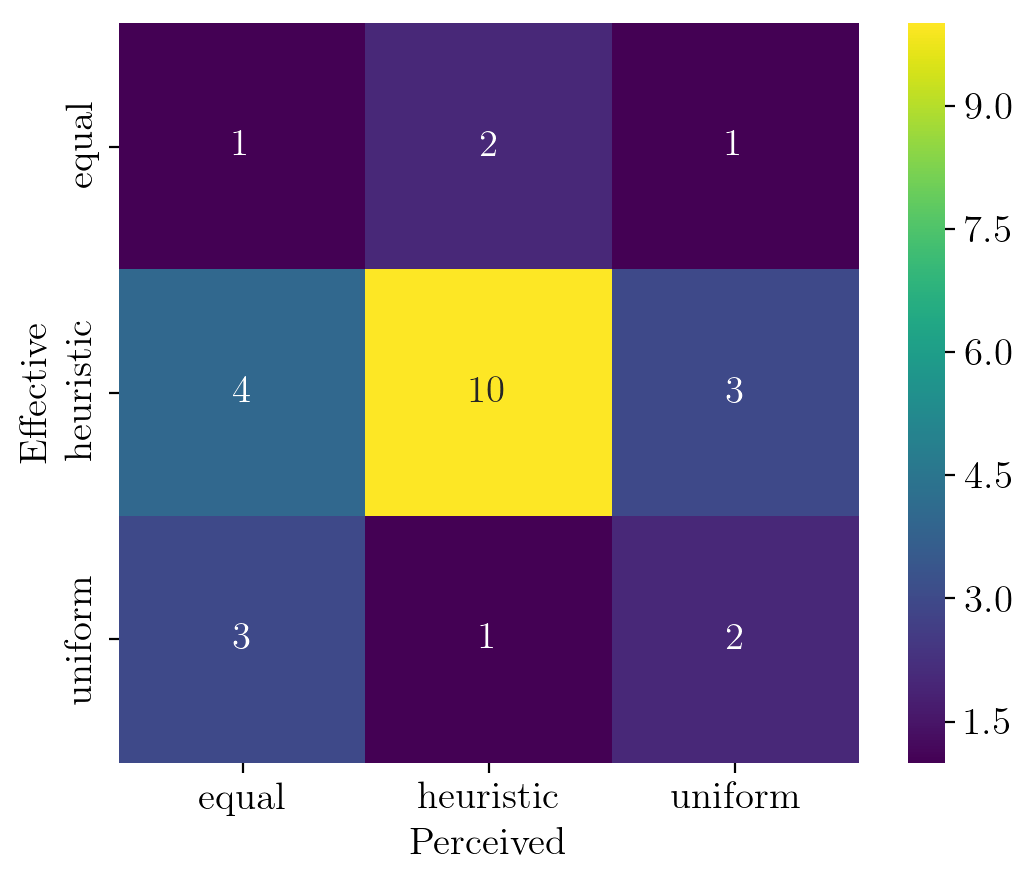 equal
1 2 1
Effective
heuristic
4 10 3
uniform
3 1 2
equal heuristic uniform
Perceived
9.0
7.5
6.0
4.5
3.0
1.5